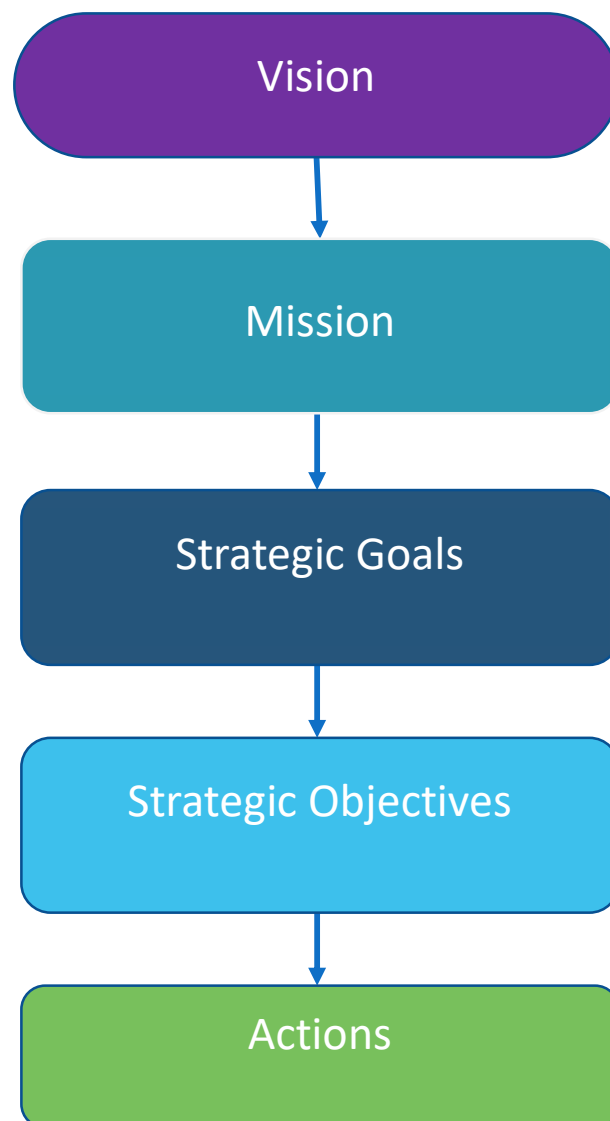 Vision
Mission
Strategic Goals
Strategic Objectives
Actions